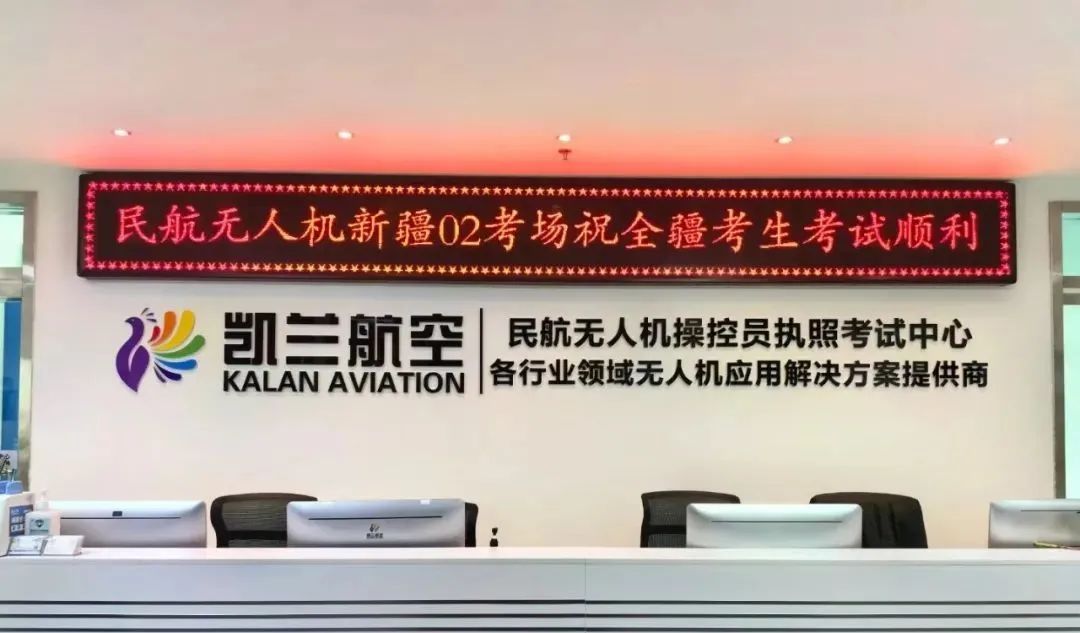 民航无人机新疆02考场祝全疆考生考试顺利
凯兰航空
KALAN AVIATION
民航无人机操控员执照考试中心
各行业领域无人机应用解决方案提供商